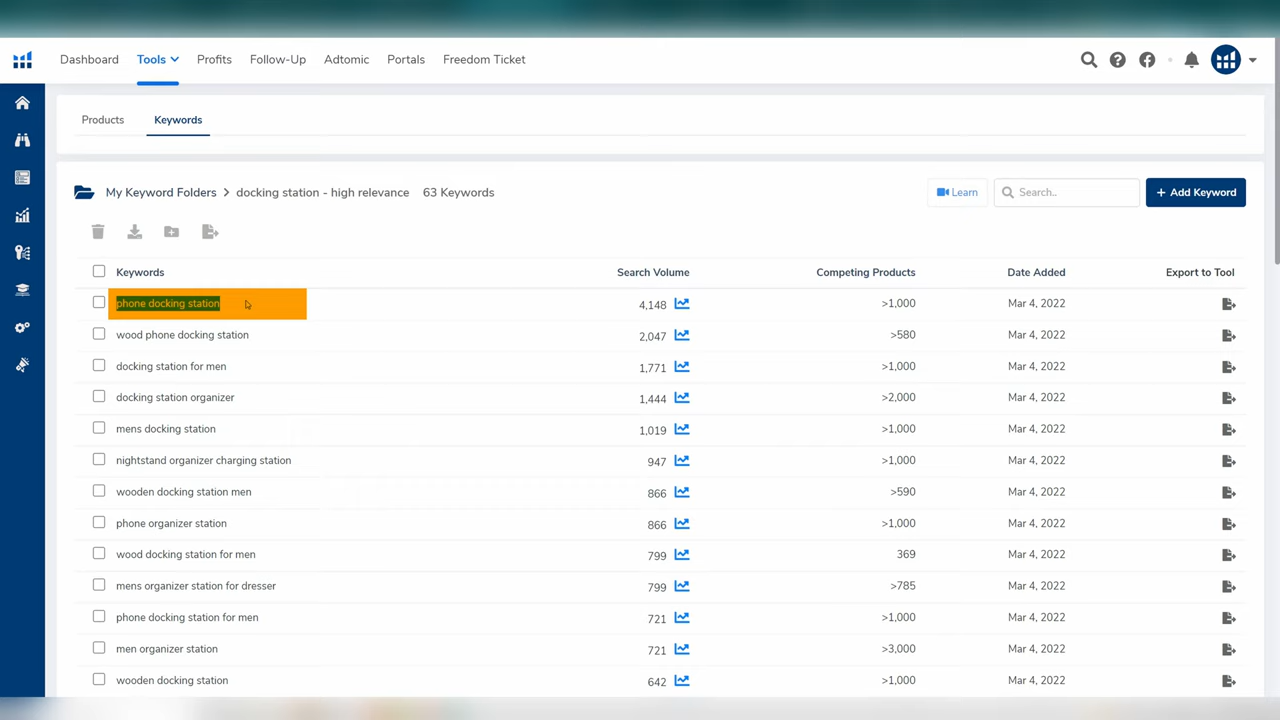 Dashboard Tools Profits Follow-Up Adtomic Portals Freedom Ticket
Products Keywords
My Keyword Folders > docking station - high relevance 63 Keywords Learn Search.. + Add Keyword
Keywords Search Volume Competing Products Date Added Export to Tool
phone docking station 4,148 >1,000 Mar 4, 2022
wood phone docking station 2,047 >580 Mar 4, 2022
docking station for men 1,771 >1,000 Mar 4, 2022
docking station organizer 1,444 >2,000 Mar 4, 2022
mens docking station 1,019 >1,000 Mar 4, 2022
nightstand organizer charging station 947 >1,000 Mar 4, 2022
wooden docking station men 866 >590 Mar 4, 2022
phone organizer station 866 >1,000 Mar 4, 2022
wood docking station for men 799 369 Mar 4, 2022
mens organizer station for dresser 799 >785 Mar 4, 2022
phone docking station for men 721 >1,000 Mar 4, 2022
men organizer station 721 >3,000 Mar 4, 2022
wooden docking station 642 >1,000 Mar 4, 2022